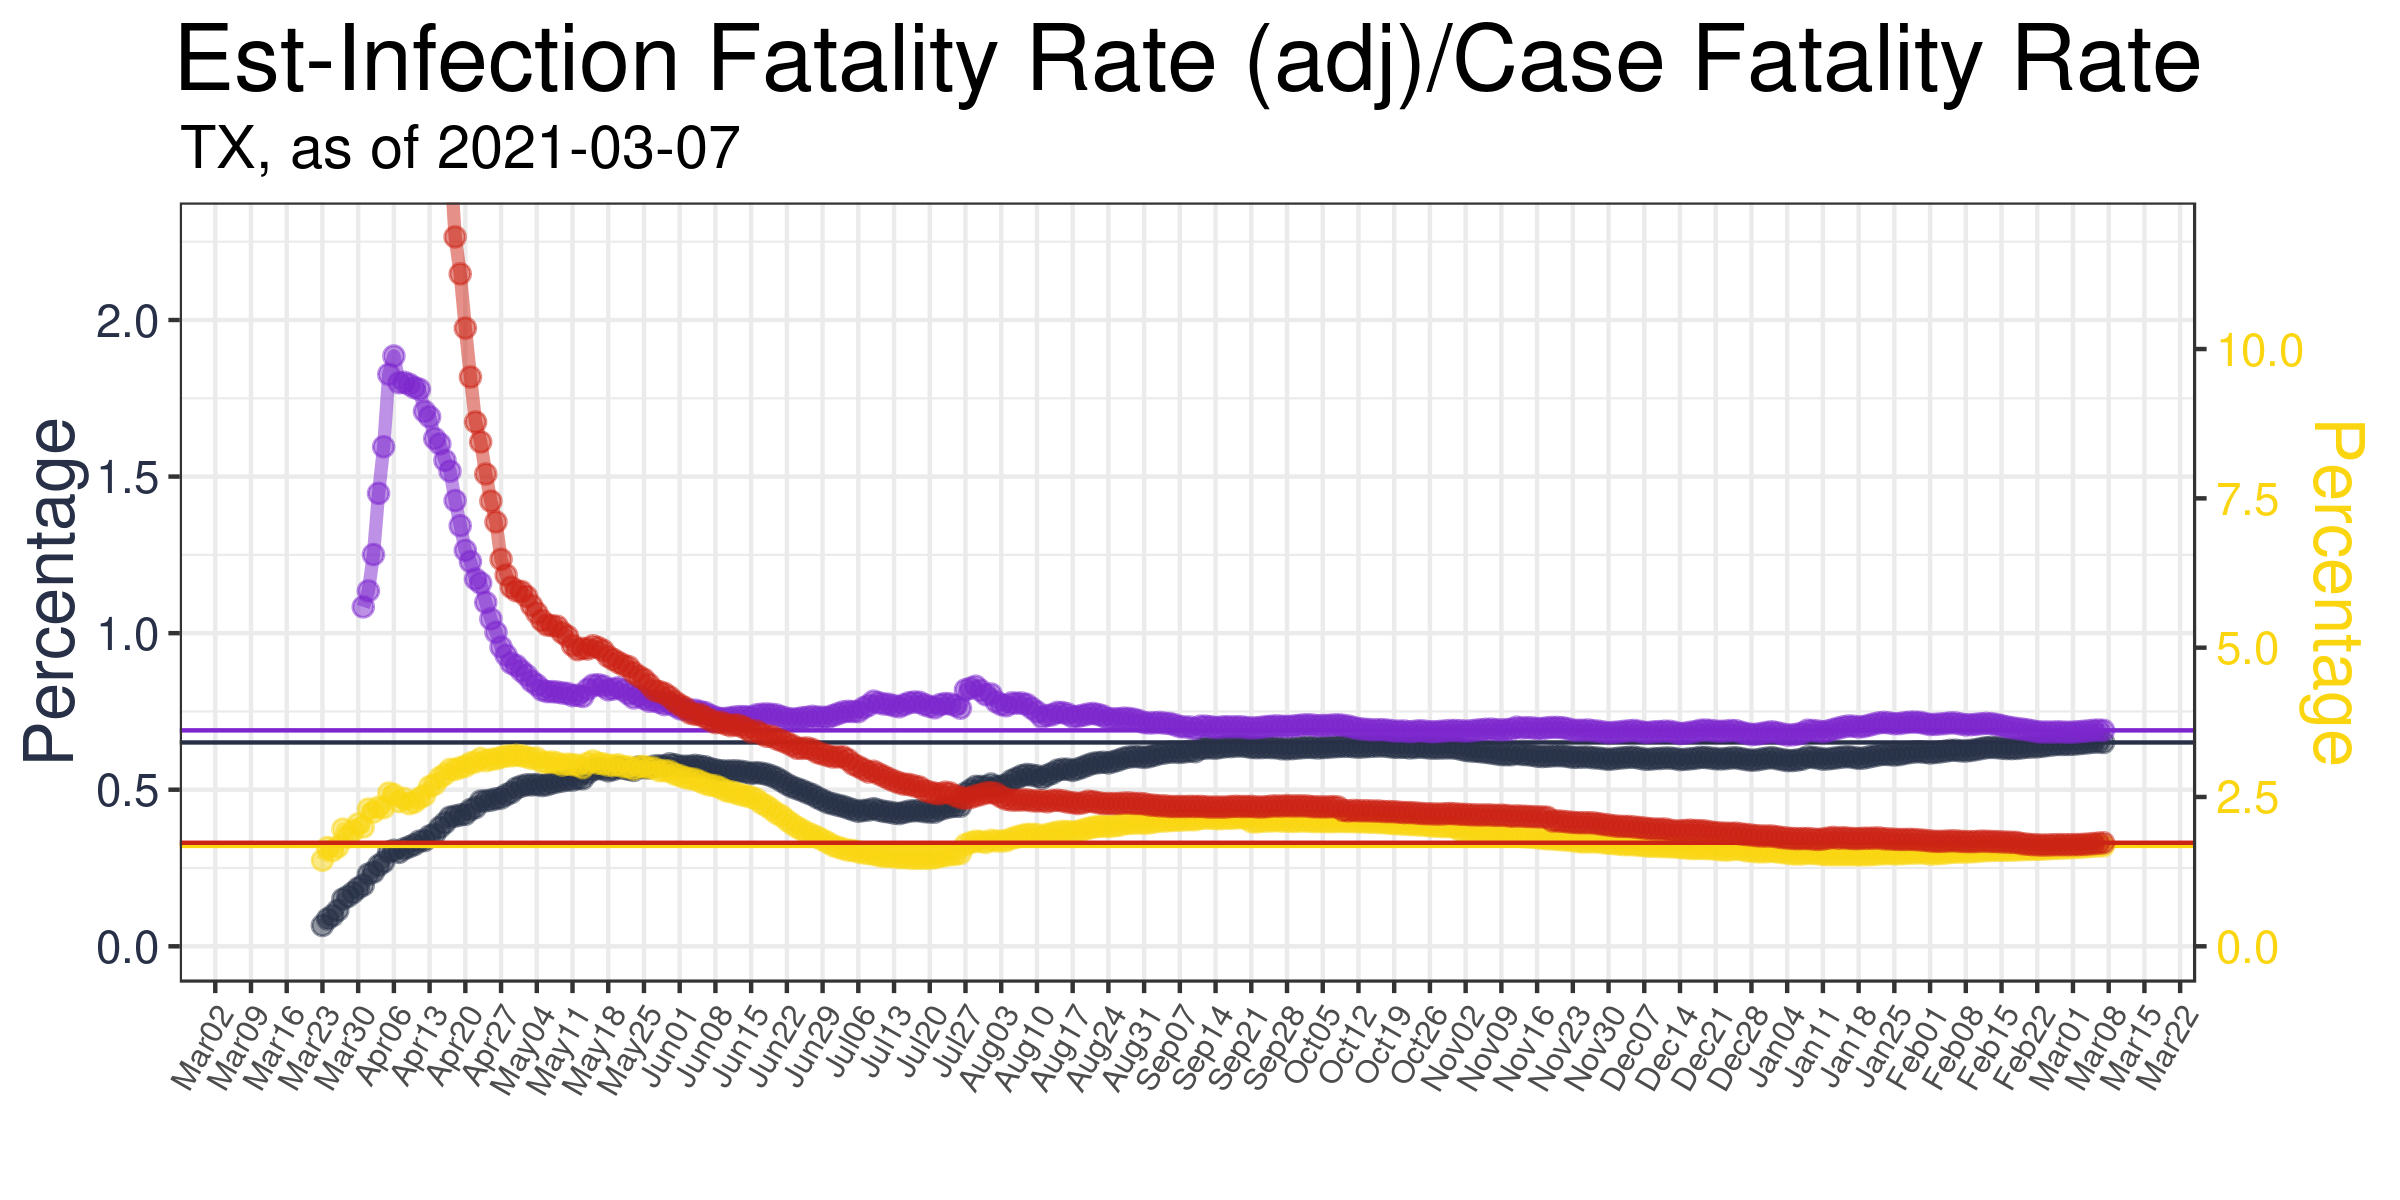 Est-Infection Fatality Rate (adj)/Case Fatality Rate
TX, as of 2021-03-07
Percentage
2.0
1.5
1.0
0.5
0.0
10.0
7.5
5.0
2.5
0.0
Percentage
Mar02
Mar09
Mar16
Mar23
Mar30
Apr06
Apr13
Apr20
Apr27
May04
May11
May18
May25
Jun01
Jun08
Jun15
Jun22
Jun29
Jul06
Jul13
Jul20
Jul27
Aug03
Aug10
Aug17
Aug24
Aug31
Sep07
Sep14
Sep21
Sep28
Oct05
Oct12
Oct19
Oct26
Nov02
Nov09
Nov16
Nov23
Nov30
Dec07
Dec14
Dec21
Dec28
Jan04
Jan11
Jan18
Jan25
Feb01
Feb08
Feb15
Feb22
Mar01
Mar08
Mar15
Mar22